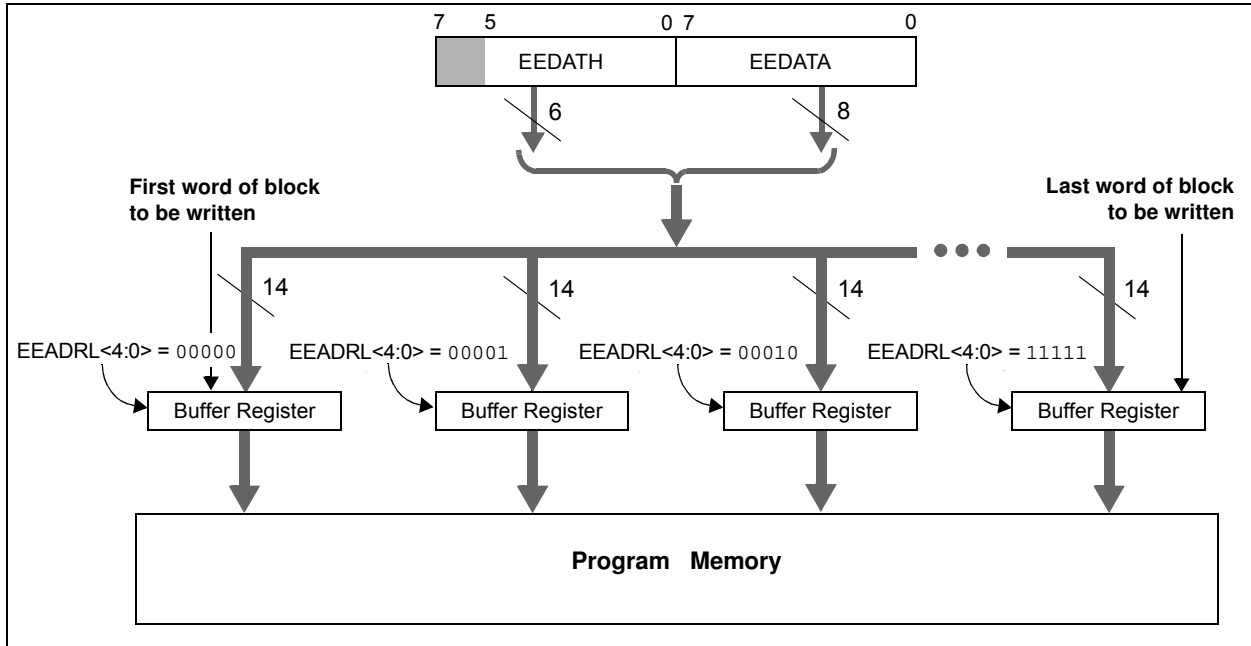 7 5 0 7 0
EEDATH EEDATA
6 8
First word of block
to be written
Last word of block
to be written
14 14 14 14
EEADRL<4:0> = 00000 EEADRL<4:0> = 00001 EEADRL<4:0> = 00010 EEADRL<4:0> = 11111
Buffer Register Buffer Register Buffer Register Buffer Register
Program Memory